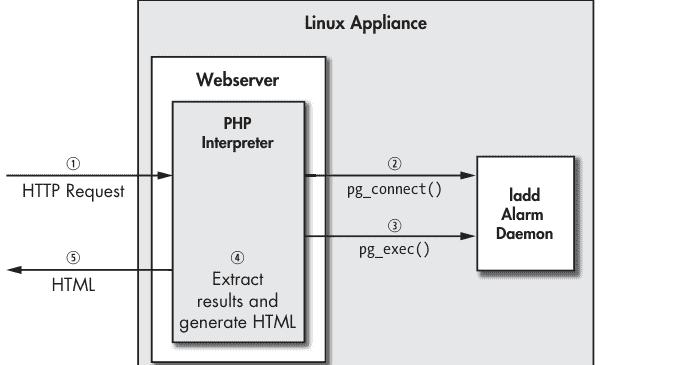 Linux Appliance
Webserver
PHP
Interpreter
①
HTTP Request
②
pg_connect()
ladd
Alarm
Daemon
③
pg_exec()
⑤
HTML
④
Extract
results and
generate HTML